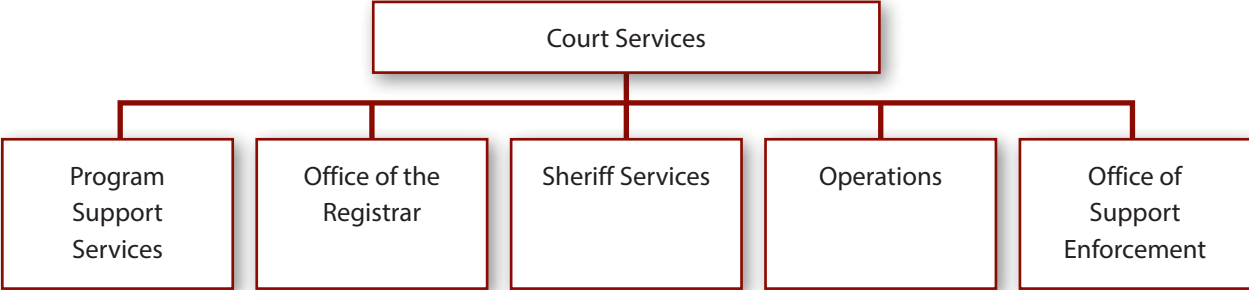 Court Services
Program
Support
Services
Office of the
Registrar
Sheriff Services
Operations
Office of
Support
Enforcement